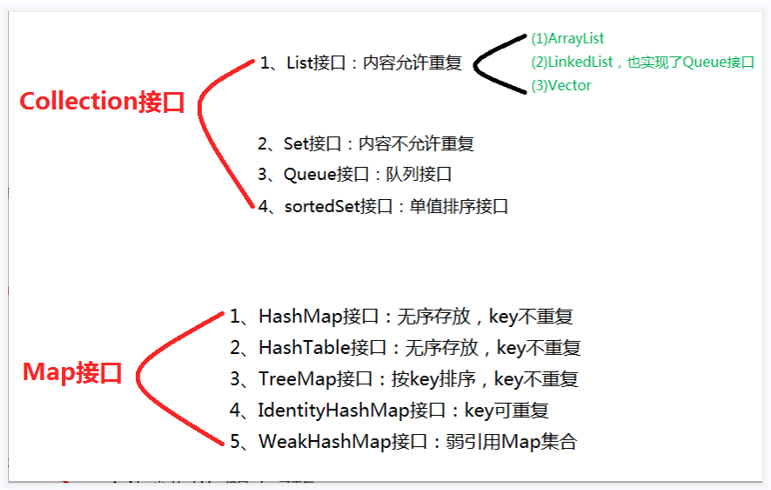 (1)ArrayList
1、List接口：内容允许重复
(2)LinkedList，也实现了Queue接口
(3)Vector
Collection接口
2、Set接口：内容不允许重复
3、Queue接口：队列接口
4、sortedSet接口：单值排序接口
1、HashMap接口：无序存放，key不重复
2、HashTable接口：无序存放，key不重复
Map接口
3、TreeMap接口：按key排序，key不重复
4、IdentityHashMap接口：key可重复
5、WeakHashMap接口：弱引用Map集合